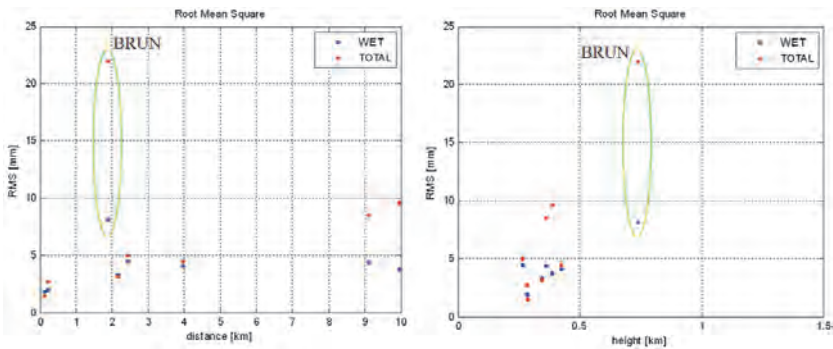 Root Mean Square
25
20
15
10
5
0
RMS [mm]
BRUN
WET
TOTAL
0 1 2 3 4 5 6 7 8 9 10
distance [km]
Root Mean Square
25
20
15
10
5
0
RMS [mm]
BRUN
WET
TOTAL
0 0.5 1 1.5
height [km]